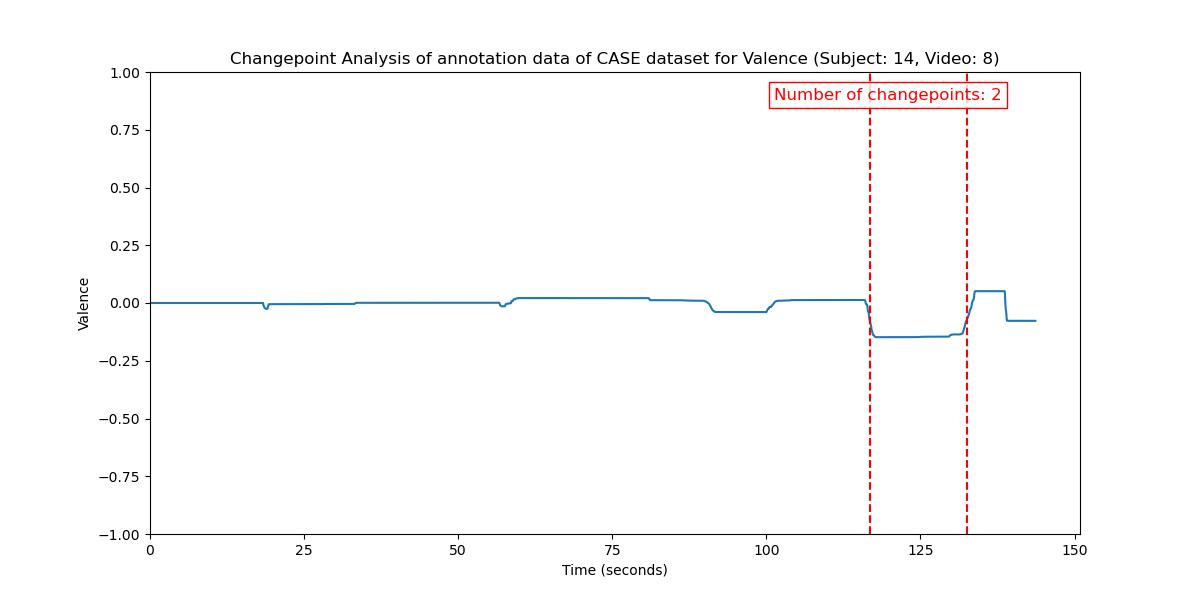 Changepoint Analysis of annotation data of CASE dataset for Valence (Subject: 14, Video: 8)
Number of changepoints: 2
1.00
0.75
0.50
0.25
0.00
−0.25
−0.50
−0.75
−1.00
Valence
0 25 50 75 100 125 150
Time (seconds)